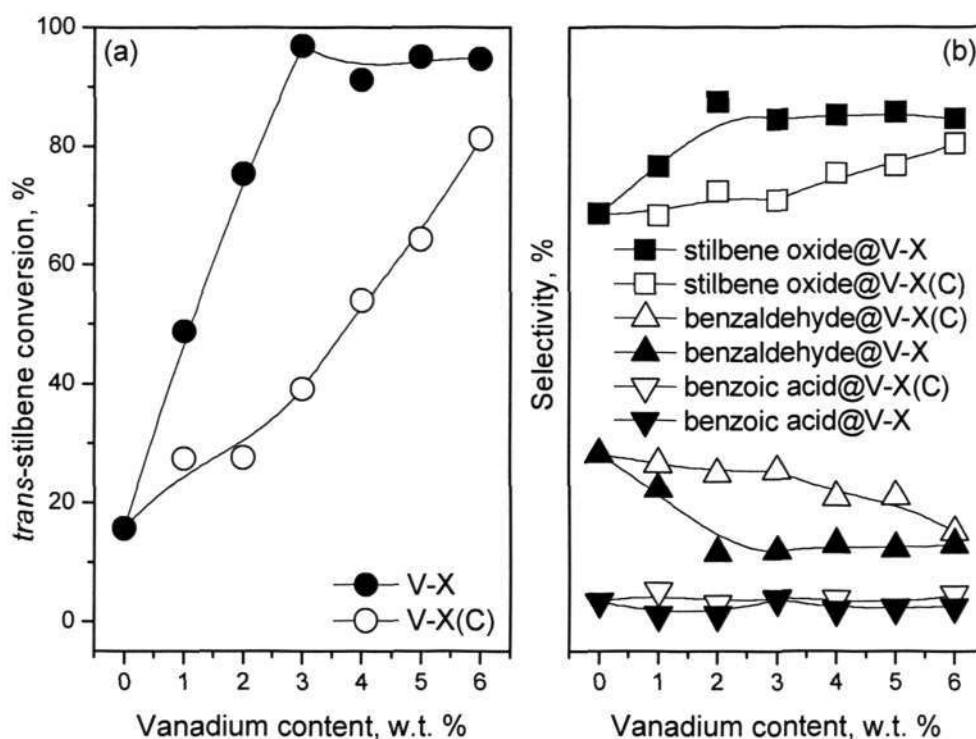 (a)
100
80
60
40
20
0
trans-stilbene conversion, %
V-X
V-X(C)
0 1 2 3 4 5 6
Vanadium content, w.t. %
(b)
Selectivity, %
stilbene oxide@V-X
stilbene oxide@V-X(C)
benzaldehyde@V-X(C)
benzaldehyde@V-X
benzoic acid@V-X(C)
benzoic acid@V-X
0 1 2 3 4 5 6
Vanadium content, w.t. %